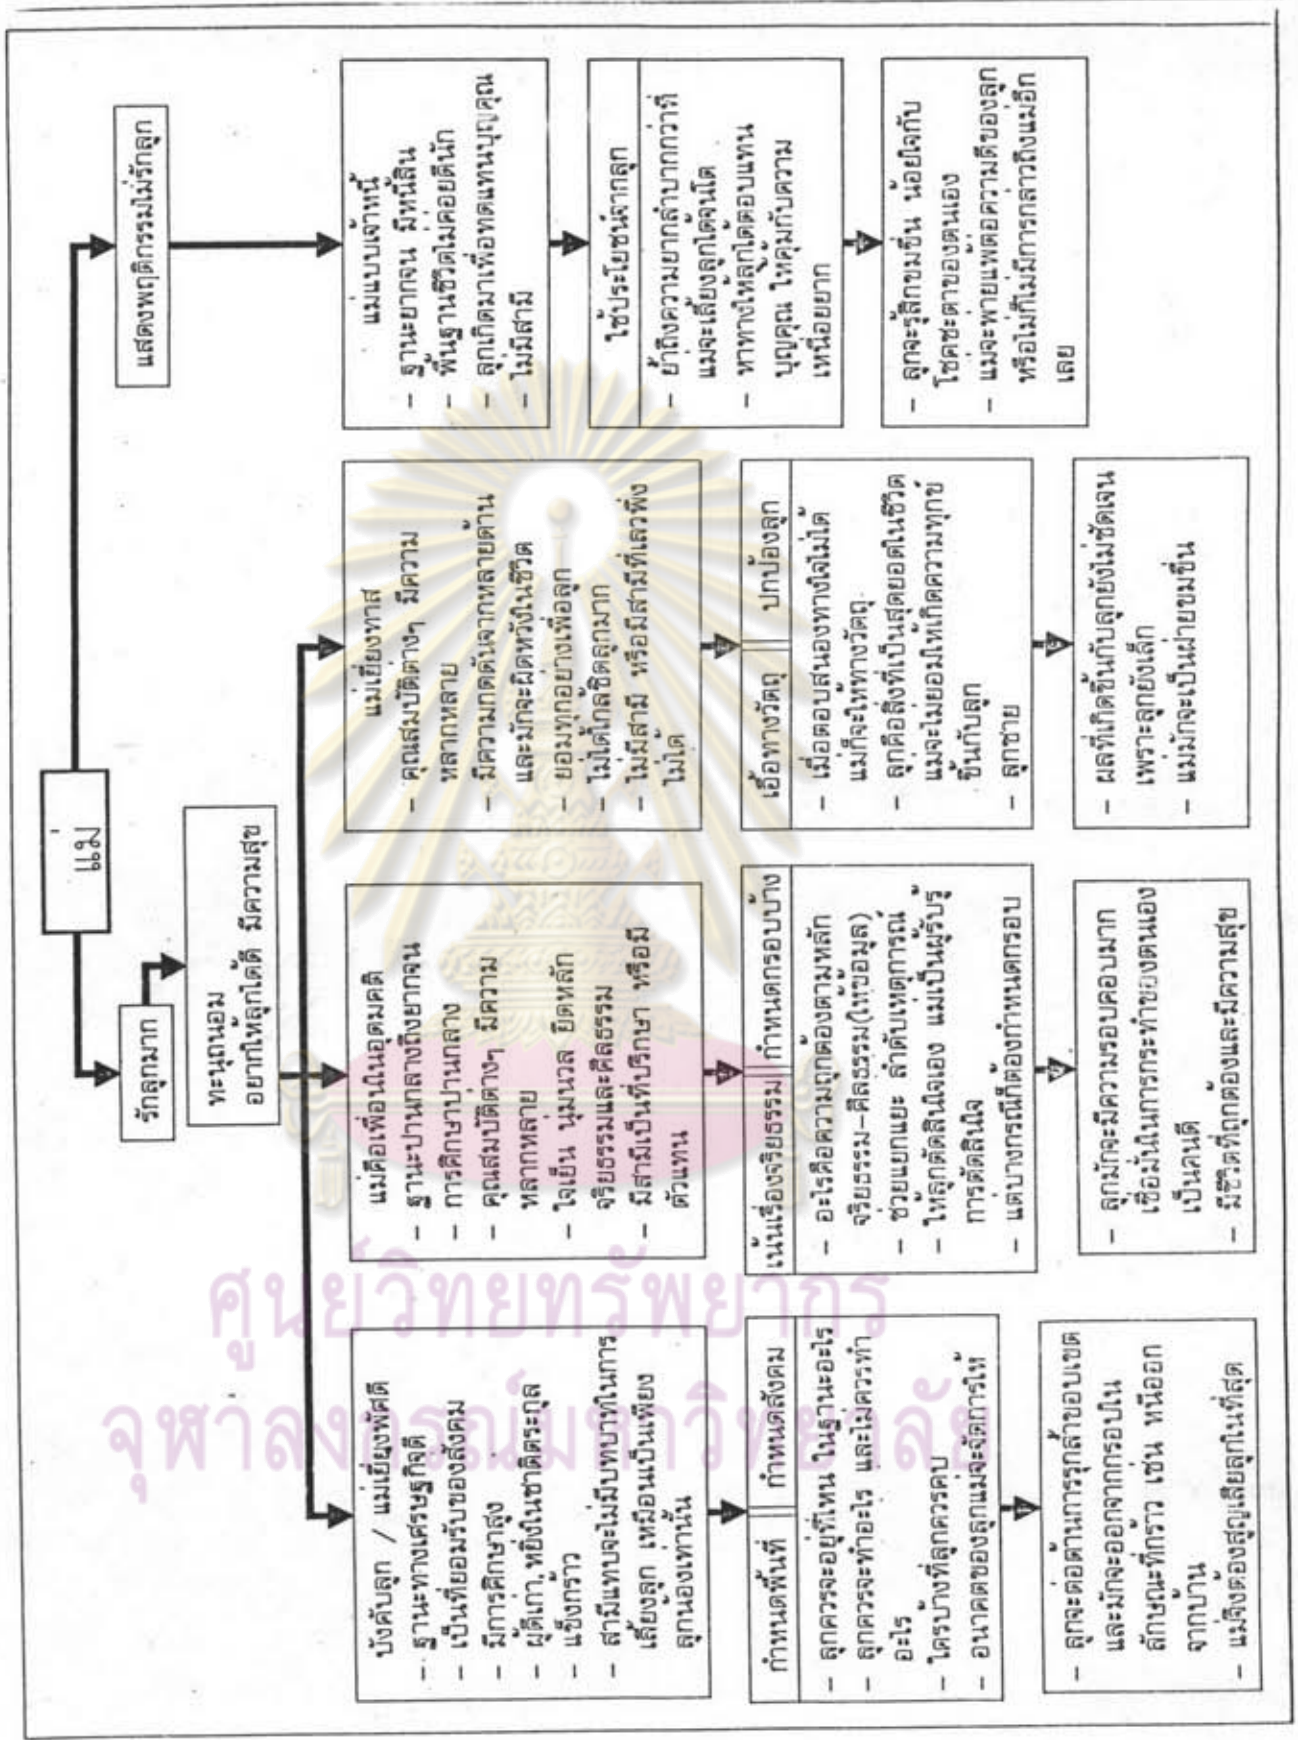 แม่
รักลูกมาก
แสดงพฤติกรรมไม่รักลูก
ทะนุถนอม
อยากให้ลูกได้ดี มีความสุข
บังคับลูก / แม่เยี่ยงพัศดี
- ฐานะทางเศรษฐกิจดี
- เป็นที่ยอมรับของสังคม
- มีการศึกษาสูง
- ผู้ดีเก่า, หยิ่งในชาติตระกูล
- แข็งกร้าว
- สามีแทบจะไม่มีบทบาทในการ
เลี้ยงลูก เหมือนเป็นเพียง
ลูกน้องเท่านั้น
กำหนดพื้นที่ กำหนดสังคม
- ลูกควรจะอยู่ที่ไหน ในฐานะอะไร
- ลูกควรจะทำอะไร และไม่ควรทำ
อะไร
- ใครบ้างที่ลูกควรคบ
- อนาคตของลูกแม่จะจัดการให้
- ลูกจะต่อต้านการรุกล้ำขอบเขต
และมักจะออกจากกรอบใน
ลักษณะที่กร้าว เช่น หนีออก
จากบ้าน
- แม่จึงต้องสูญเสียลูกในที่สุด
แม่คือเพื่อนในอุดมคติ
- ฐานะปานกลางถึงยากจน
- การศึกษาปานกลาง
- คุณสมบัติต่างๆ มีความ
หลากหลาย
- ใจเย็น นุ่มนวล ยึดหลัก
จริยธรรมและศีลธรรม
- มีสามีเป็นที่ปรึกษา หรือมี
ตัวแทน
เน้นเรื่องจริยธรรม กำหนดกรอบบ้าง
- อะไรคือความถูกต้องตามหลัก
จริยธรรม-ศีลธรรม(ให้ข้อมูล)
- ช่วยแยกแยะ ลำดับเหตุการณ์
- ให้ลูกตัดสินใจเอง แม่เป็นผู้รับรู้
การตัดสินใจ
- แต่บางกรณีก็ต้องกำหนดกรอบ
- ลูกมักจะมีความรอบคอบมาก
เชื่อมั่นในการกระทำของตนเอง
เป็นคนดี
- มีชีวิตที่ถูกต้องและมีความสุข
แม่เยี่ยงทาส
- คุณสมบัติต่างๆ มีความ
หลากหลาย
- มีความกดดันจากหลายด้าน
และมักจะผิดหวังในชีวิต
- ยอมทุกอย่างเพื่อลูก
- ไม่ได้ใกล้ชิดลูกมาก
- ไม่มีสามี หรือมีสามีที่เลวพึ่ง
ไม่ได้
เอื้อทางวัตถุ ปกป้องลูก
- เมื่อตอบสนองทางใจไม่ได้
แม่ก็จะให้ทางวัตถุ
- ลูกคือสิ่งที่เป็นสุดยอดในชีวิต
แม่จะไม่ยอมให้เกิดความทุกข์
ขึ้นกับลูก
- ลูกชาย
- ผลที่เกิดขึ้นกับลูกยังไม่ชัดเจน
เพราะลูกยังเล็ก
- แม่มักจะเป็นฝ่ายขมขื่น
แม่แบบเจ้าหนี้
- ฐานะยากจน มีหนี้สิน
- พื้นฐานชีวิตไม่ค่อยดีนัก
- ลูกเกิดมาเพื่อทดแทนบุญคุณ
- ไม่มีสามี
ใช้ประโยชน์จากลูก
- ย้ำถึงความยากลำบากกว่าที่
แม่จะเลี้ยงลูกได้จนโต
- หาทางให้ลูกได้ตอบแทน
บุญคุณ ให้คุ้มกับความ
เหนื่อยยาก
- ลูกจะรู้สึกขมขื่น น้อยใจกับ
โชคชะตาของตนเอง
- แม่จะพ่ายแพ้ต่อความดีของลูก
หรือไม่ก็ไม่มีการกล่าวถึงแม่อีก
เลย
ศูนย์วิทยทรัพยากร
จุฬาลงกรณ์มหาวิทยาลัย